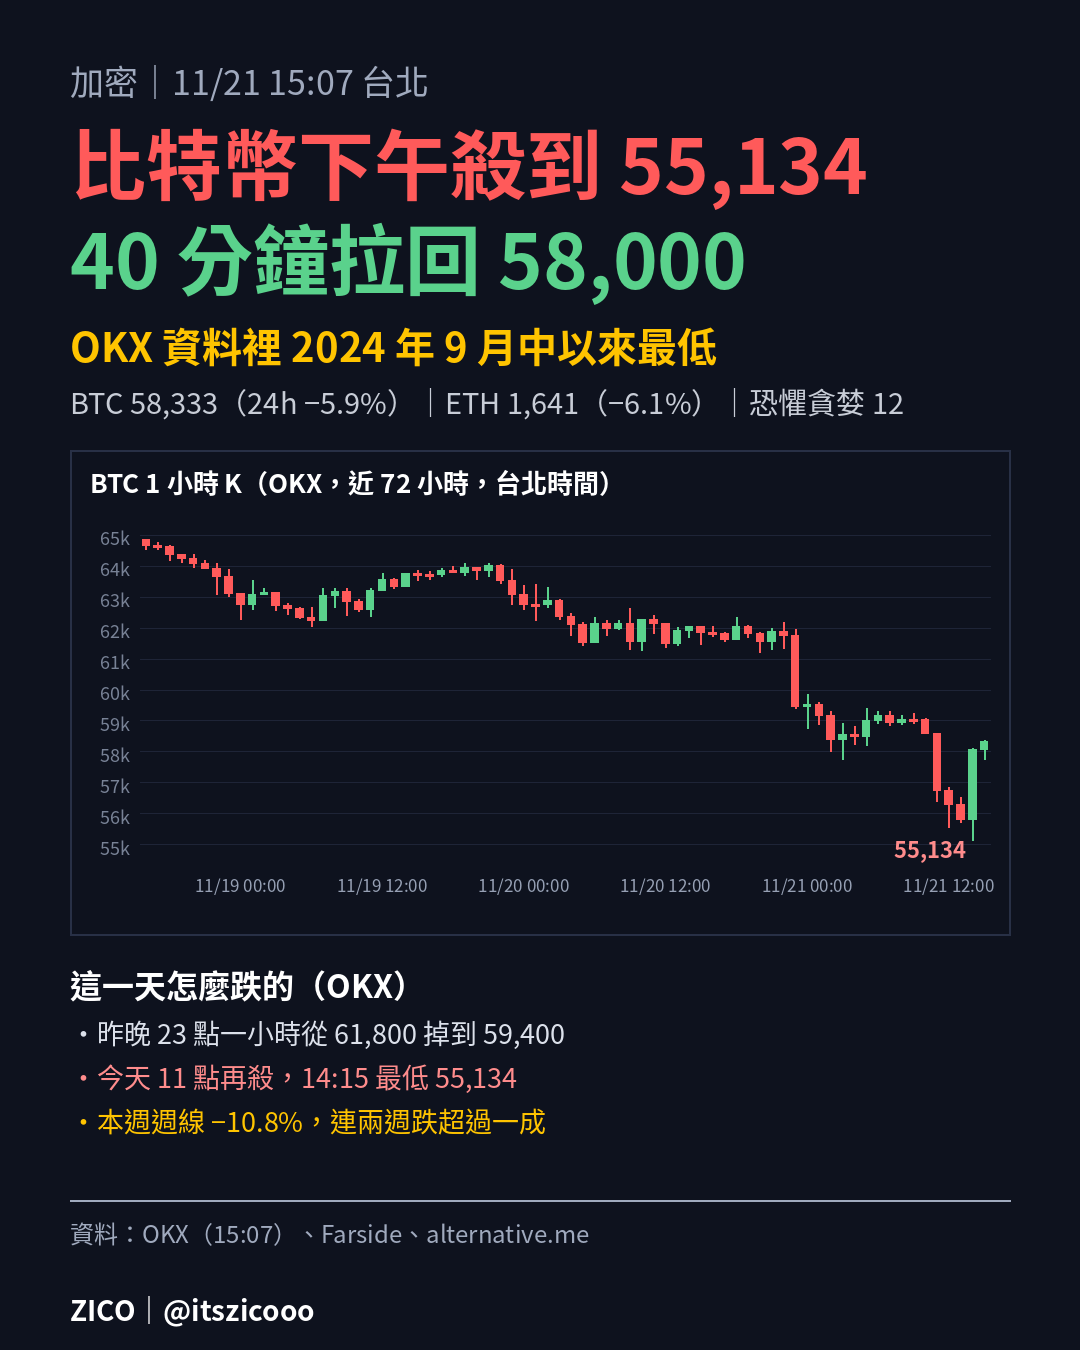 加密｜11/21 15:07 台北
比特幣下午殺到 55,134
40 分鐘拉回 58,000
OKX 資料裡 2024 年 9 月中以來最低
BTC 58,333（24h −5.9%）｜ETH 1,641（−6.1%）｜恐懼貪婪 12
BTC 1 小時 K（OKX，近 72 小時，台北時間）
65k
64k
63k
62k
61k
60k
59k
58k
57k
56k
55k
55,134
11/19 00:00
11/19 12:00
11/20 00:00
11/20 12:00
11/21 00:00
11/21 12:00
這一天怎麼跌的（OKX）
・昨晚 23 點一小時從 61,800 掉到 59,400
・今天 11 點再殺，14:15 最低 55,134
・本週週線 −10.8%，連兩週跌超過一成
資料：OKX（15:07）、Farside、alternative.me
ZICO｜@itszicooo